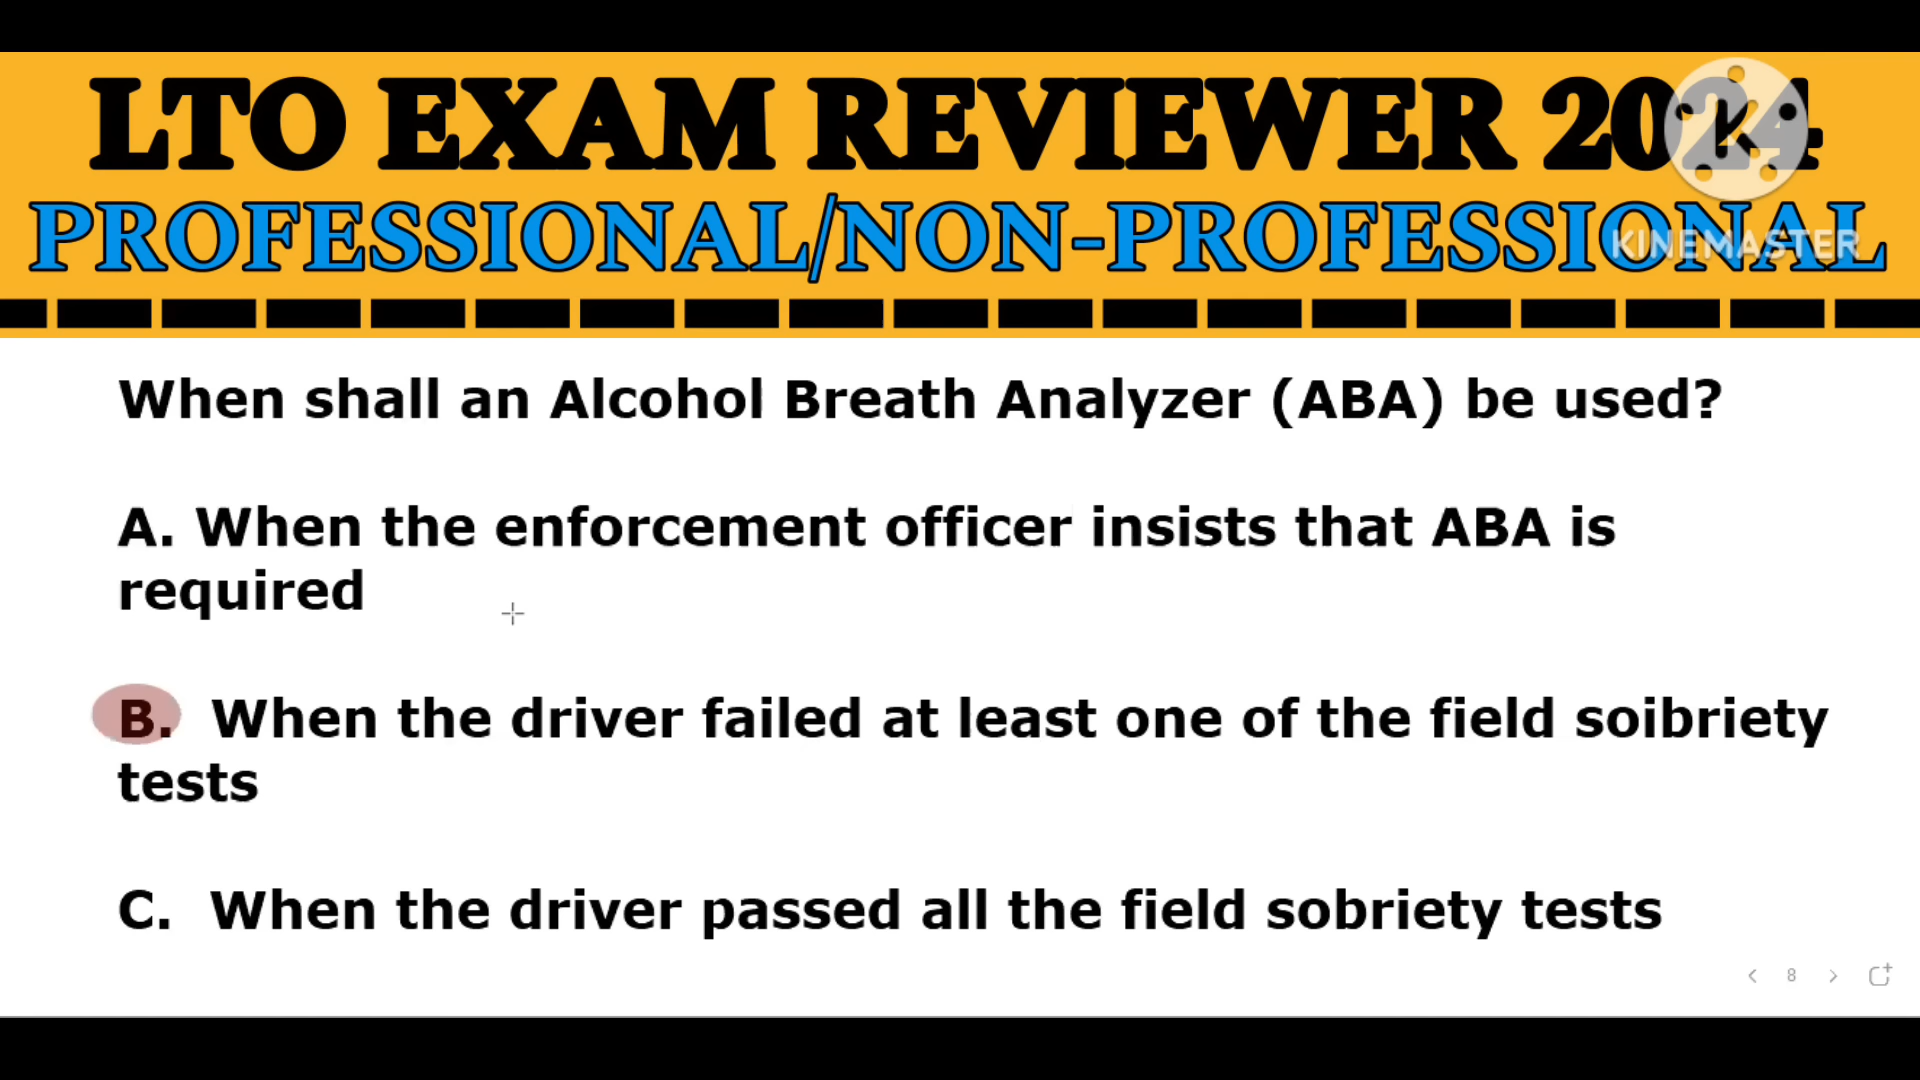 LTO EXAM REVIEWER 2024
PROFESSIONAL/NON-PROFESSIONAL
KINEMASTER
When shall an Alcohol Breath Analyzer (ABA) be used?
A. When the enforcement officer insists that ABA is
required
B. When the driver failed at least one of the field soibriety
tests
C. When the driver passed all the field sobriety tests
< 8 >